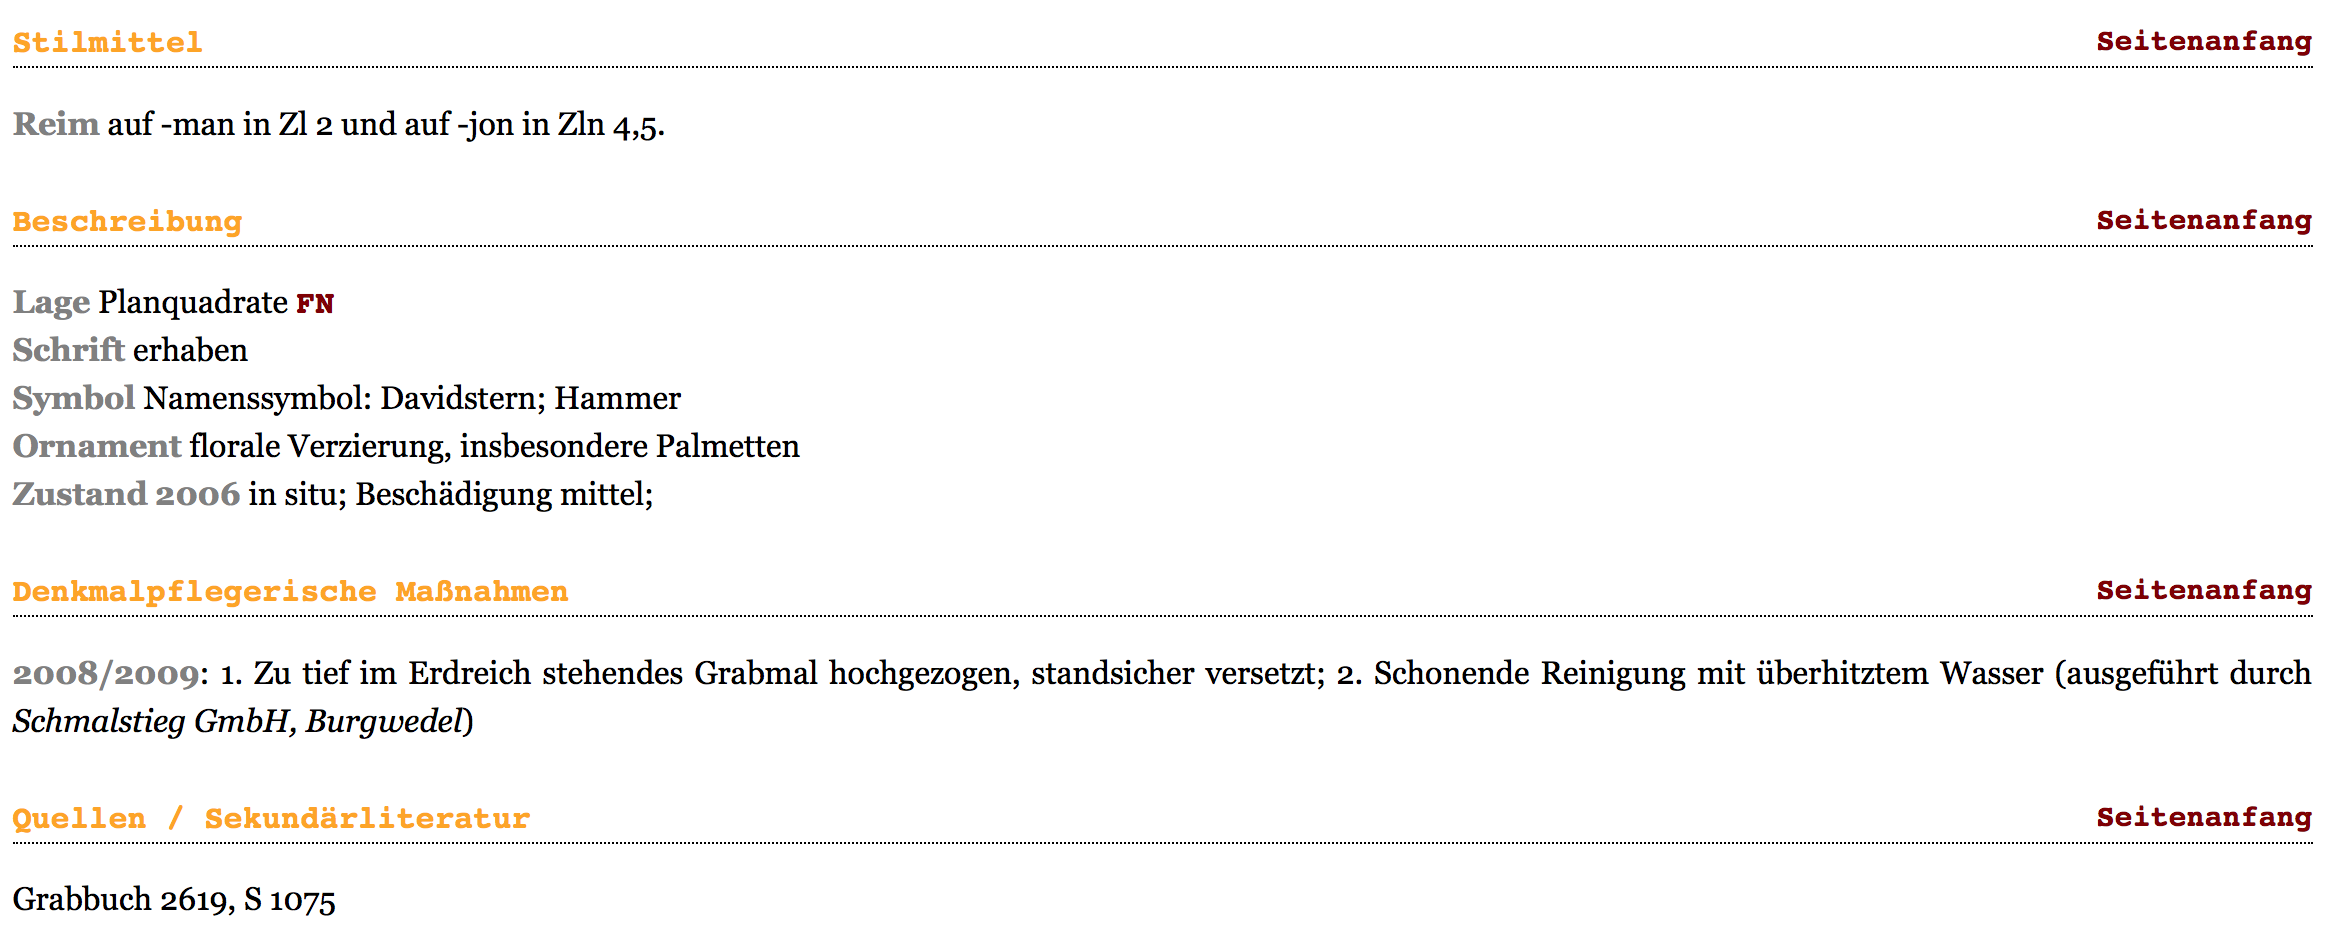 Stilmittel Seitenanfang
Reim auf -man in Zl 2 und auf -jon in Zln 4,5.
Beschreibung Seitenanfang
Lage Planquadrate FN
Schrift erhaben
Symbol Namenssymbol: Davidstern; Hammer
Ornament florale Verzierung, insbesondere Palmetten
Zustand 2006 in situ; Beschädigung mittel;
Denkmalpflegerische Maßnahmen Seitenanfang
2008/2009: 1. Zu tief im Erdreich stehendes Grabmal hochgezogen, standsicher versetzt; 2. Schonende Reinigung mit überhitztem Wasser (ausgeführt durch
Schmalstieg GmbH, Burgwedel)
Quellen / Sekundärliteratur Seitenanfang
Grabbuch 2619, S 1075